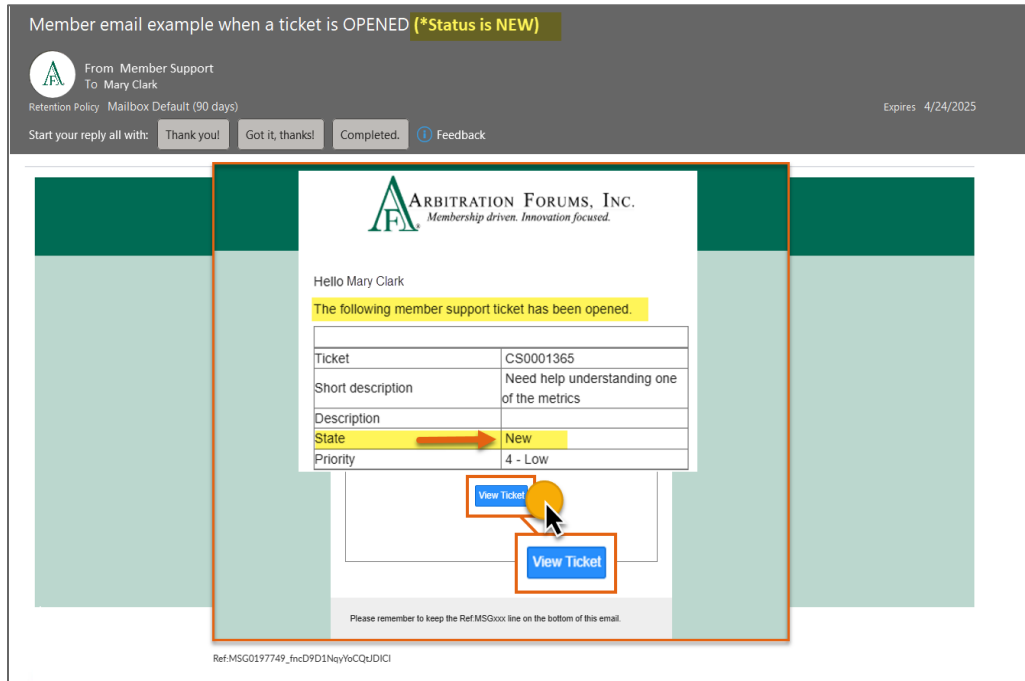 Member email example when a ticket is OPENED (*Status is NEW)
From Member Support
To Mary Clark
Retention Policy Mailbox Default (90 days)
Expires 4/24/2025
Start your reply all with: Thank you! Got it, thanks! Completed. Feedback
ARBITRATION FORUMS, INC.
Membership driven. Innovation focused.
Hello Mary Clark
The following member support ticket has been opened.
Ticket CS0001365
Short description Need help understanding one
of the metrics
Description
State New
Priority 4 - Low
View Ticket
View Ticket
Please remember to keep the Ref:MSGxxx line on the bottom of this email.
Ref:MSG0197749_fncD9D1NqyYoCQtJDICI